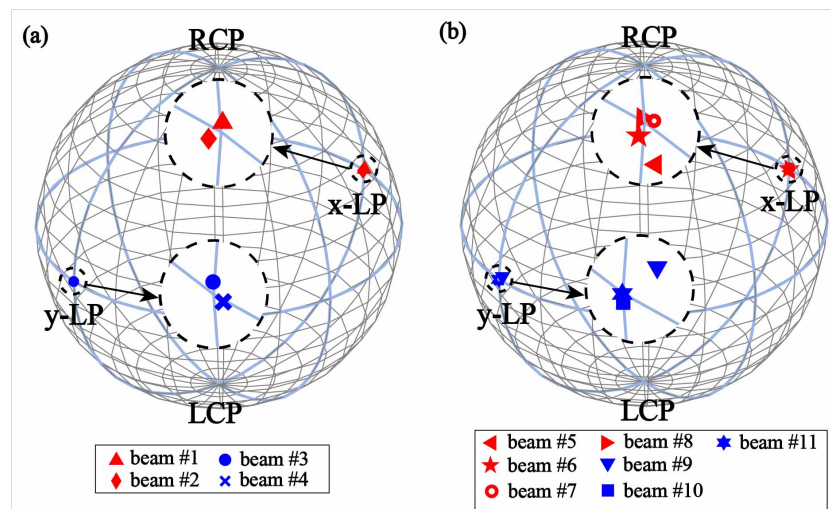 (a)
RCP
x-LP
y-LP
LCP
beam #1
beam #2
beam #3
beam #4
(b)
RCP
x-LP
y-LP
LCP
beam #5
beam #6
beam #7
beam #8
beam #9
beam #10
beam #11